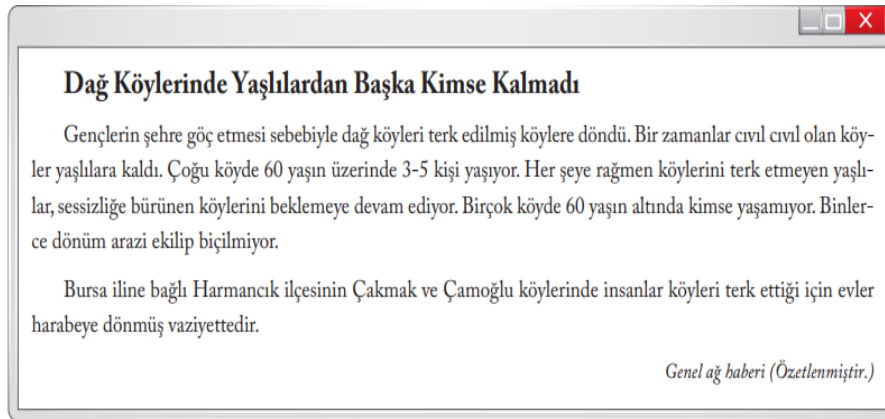 Dağ Köylerinde Yaşlılardan Başka Kimse Kalmadı
Gençlerin şehre göç etmesi sebebiyle dağ köyleri terk edilmiş köylere döndü. Bir zamanlar cıvıl cıvıl olan köy-
ler yaşlılara kaldı. Çoğu köyde 60 yaşın üzerinde 3-5 kişi yaşıyor. Her şeye rağmen köylerini terk etmeyen yaşlı-
lar, sessizliğe bürünen köylerini beklemeye devam ediyor. Birçok köyde 60 yaşın altında kimse yaşamıyor. Binler-
ce dönüm arazi ekilip biçilmiyor.
Bursa iline bağlı Harmancık ilçesinin Çakmak ve Çamoğlu köylerinde insanlar köyleri terk ettiği için evler
harabeye dönmüş vaziyettedir.
Genel ağ haberi (Özetlenmiştir.)